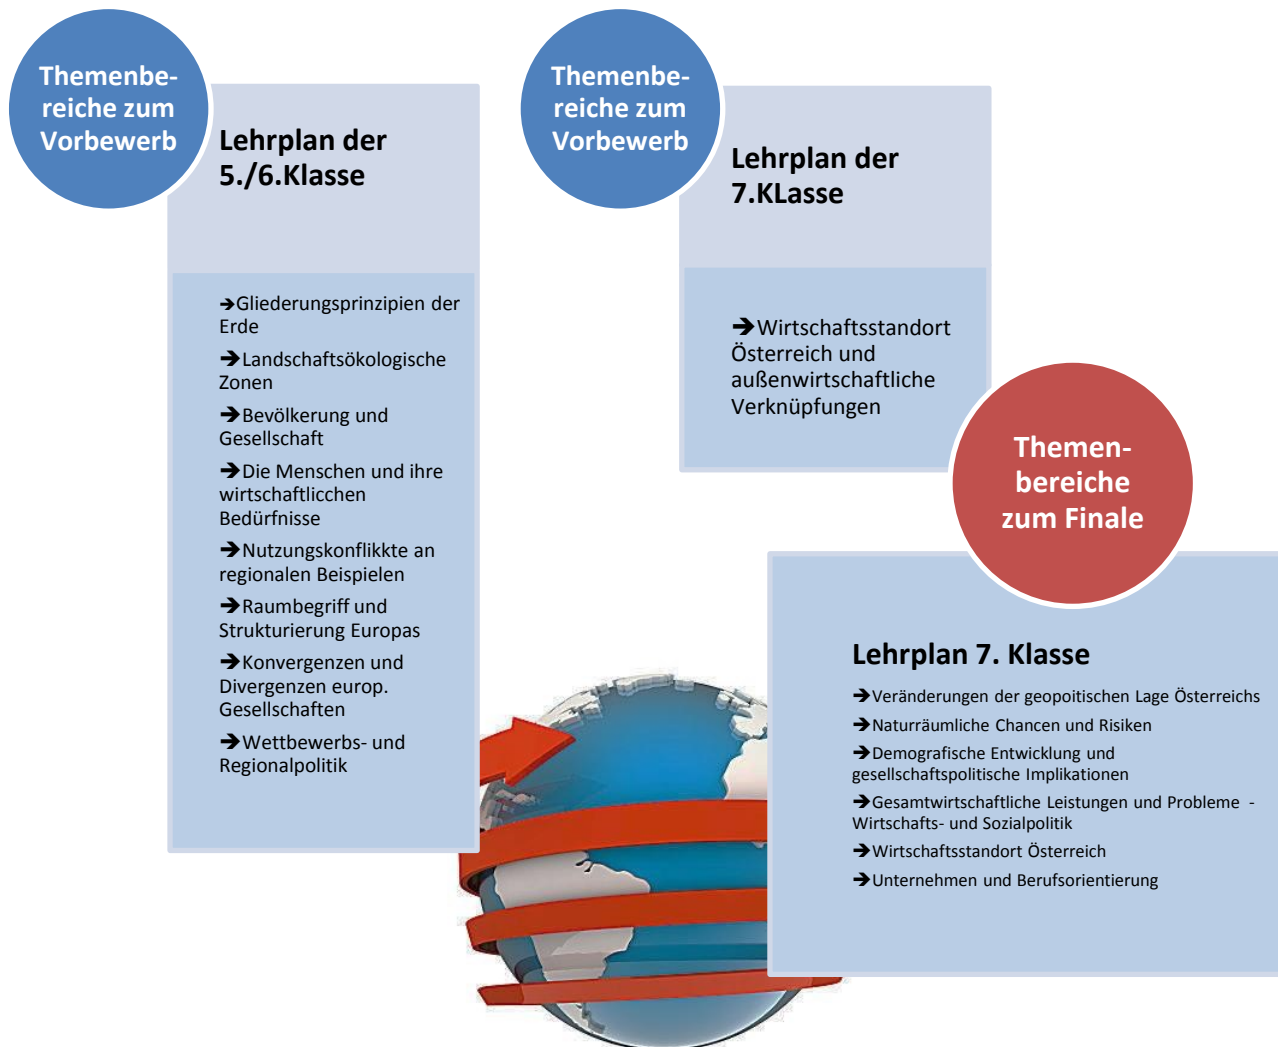 Themenbe-
reiche zum
Vorbewerb
Lehrplan der
5./6.Klasse
➔Gliederungsprinzipien der
Erde
➔Landschaftsökologische
Zonen
➔Bevölkerung und
Gesellschaft
➔Die Menschen und ihre
wirtschaftlicchen
Bedürfnisse
➔Nutzungskonflikkte an
regionalen Beispielen
➔Raumbegriff und
Strukturierung Europas
➔Konvergenzen und
Divergenzen europ.
Gesellschaften
➔Wettbewerbs- und
Regionalpolitik
Themenbe-
reiche zum
Vorbewerb
Lehrplan der
7.KLasse
➔Wirtschaftsstandort
Österreich und
außenwirtschaftliche
Verknüpfungen
Themen-
bereiche
zum Finale
Lehrplan 7. Klasse
➔Veränderungen der geopoitischen Lage Österreichs
➔Naturräumliche Chancen und Risiken
➔Demografische Entwicklung und
gesellschaftspolitische Implikationen
➔Gesamtwirtschaftliche Leistungen und Probleme -
Wirtschafts- und Sozialpolitik
➔Wirtschaftsstandort Österreich
➔Unternehmen und Berufsorientierung